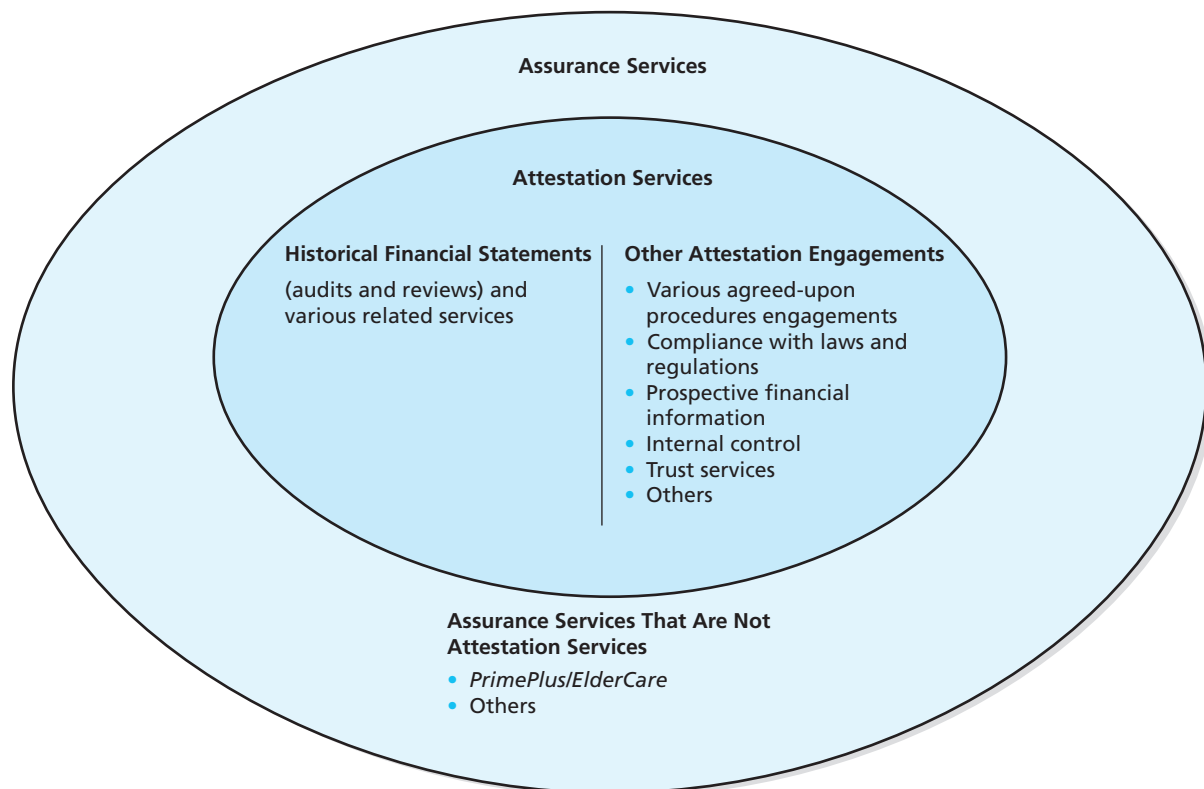 Assurance Services
Attestation Services
Historical Financial Statements
(audits and reviews) and
various related services
Other Attestation Engagements
• Various agreed-upon
procedures engagements
• Compliance with laws and
regulations
• Prospective financial
information
• Internal control
• Trust services
• Others
Assurance Services That Are Not
Attestation Services
• PrimePlus/ElderCare
• Others